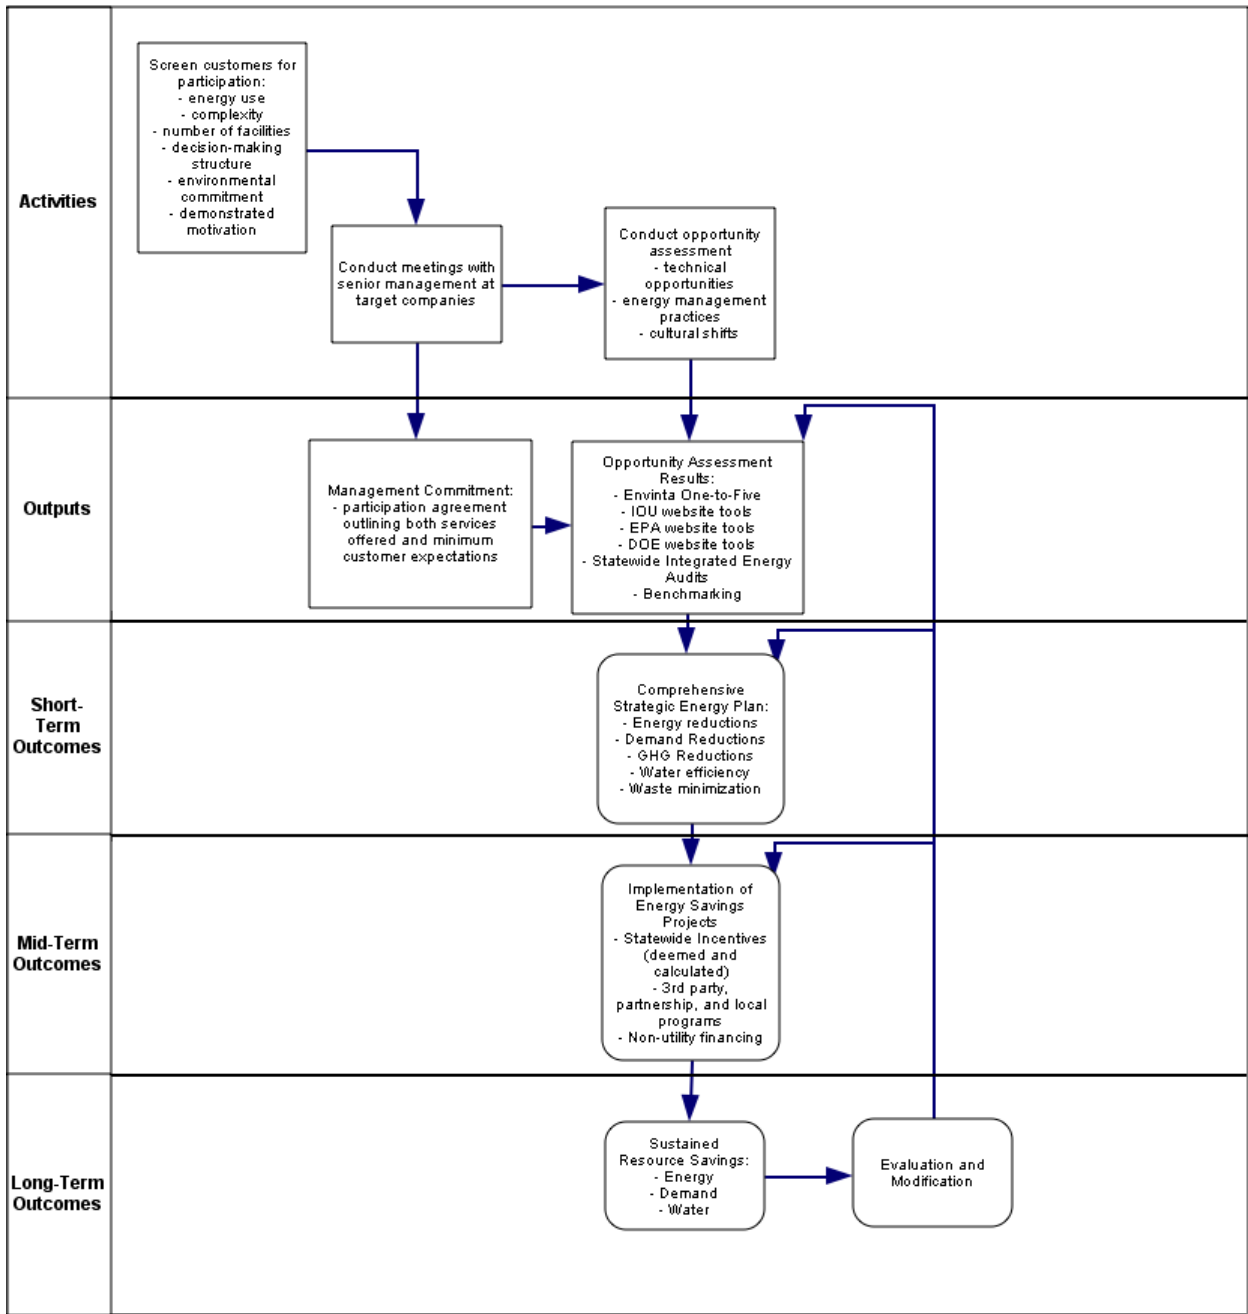 Activities
Screen customers for
participation:
- energy use
- complexity
- number of facilities
- decision-making
structure
- environmental
commitment
- demonstrated
motivation
Conduct meetings with
senior management at
target companies
Conduct opportunity
assessment
- technical
opportunities
- energy management
practices
- cultural shifts
Outputs
Management Commitment:
- participation agreement
outlining both services
offered and minimum
customer expectations
Opportunity Assessment
Results:
- Envinta One-to-Five
- IOU website tools
- EPA website tools
- DOE website tools
- Statewide Integrated Energy
Audits
- Benchmarking
Short-
Term
Outcomes
Comprehensive
Strategic Energy Plan:
- Energy reductions
- Demand Reductions
- GHG Reductions
- Water efficiency
- Waste minimization
Mid-Term
Outcomes
Implementation of
Energy Savings
Projects
- Statewide Incentives
(deemed and
calculated)
- 3rd party,
partnership, and local
programs
- Non-utility financing
Long-Term
Outcomes
Sustained
Resource Savings:
- Energy
- Demand
- Water
Evaluation and
Modification